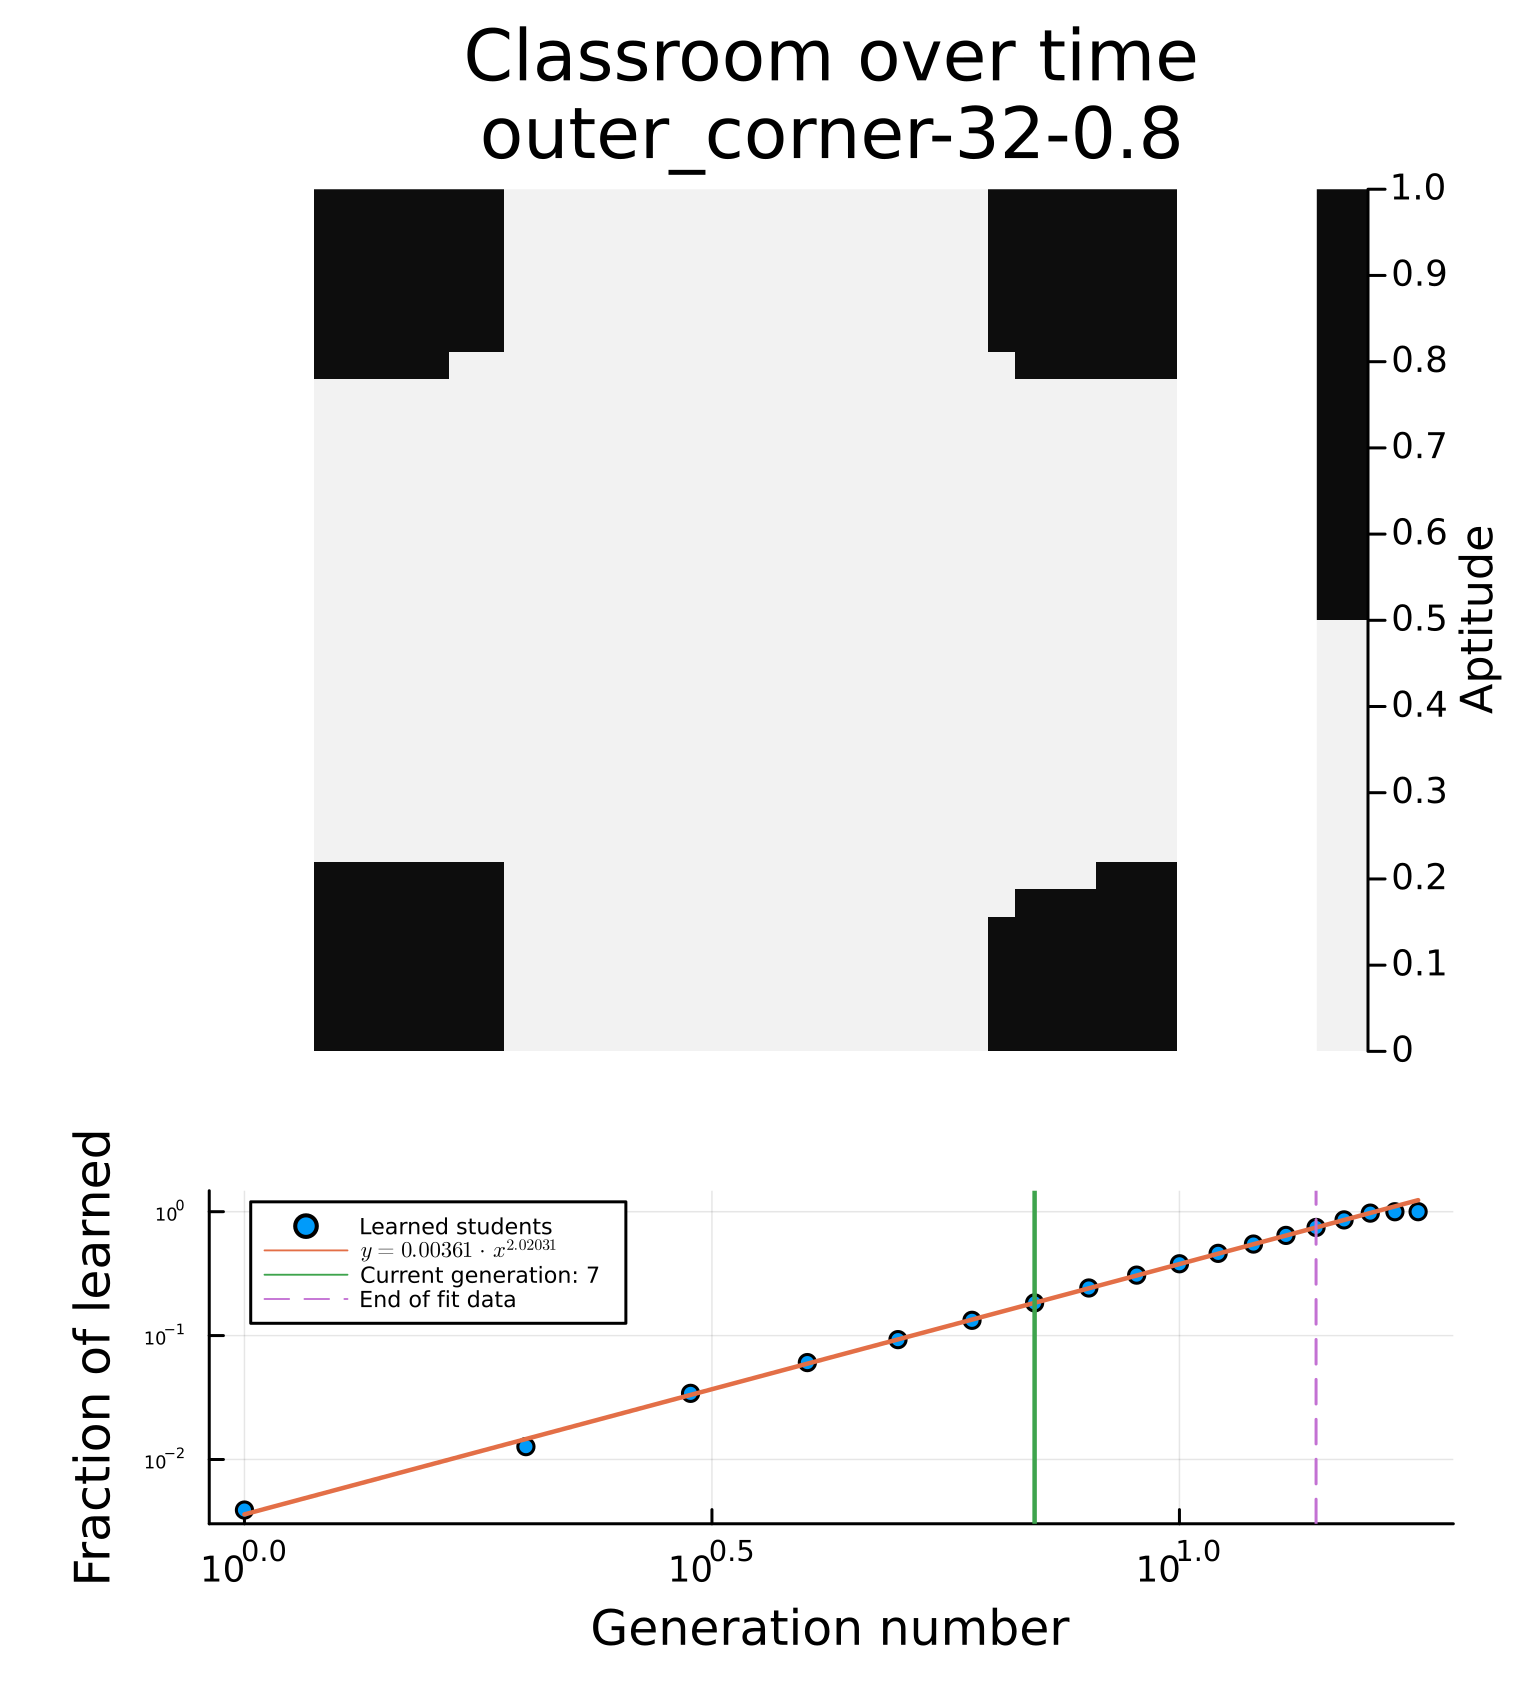 Classroom over time
outer_corner-32-0.8
1.0
0.9
0.8
0.7
0.6
0.5
0.4
0.3
0.2
0.1
0
Aptitude
Fraction of learned
10⁰
10⁻¹
10⁻²
Learned students
y = 0.00361 · x^2.02031
Current generation: 7
End of fit data
10^0.0
10^0.5
10^1.0
Generation number